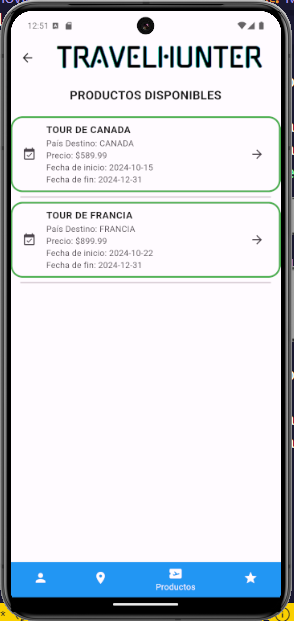 12:51
TRAVELHUNTER
PRODUCTOS DISPONIBLES
TOUR DE CANADA
País Destino: CANADA
Precio: $589.99
Fecha de inicio: 2024-10-15
Fecha de fin: 2024-12-31
TOUR DE FRANCIA
País Destino: FRANCIA
Precio: $899.99
Fecha de inicio: 2024-10-22
Fecha de fin: 2024-12-31
Productos